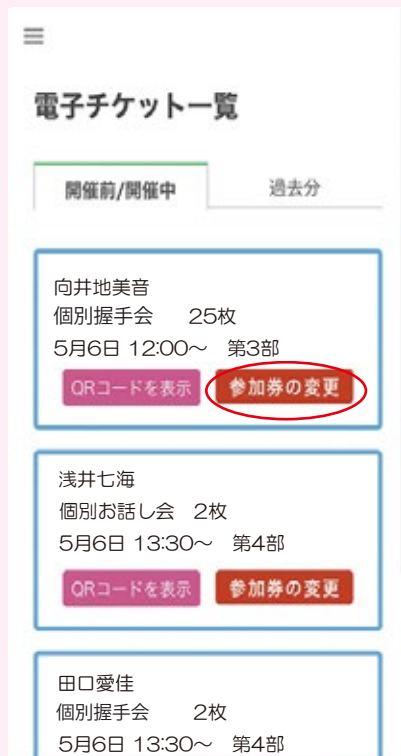 電子チケット一覧
開催前/開催中 過去分
向井地美音
個別握手会 25枚
5月6日 12:00〜 第3部
QRコードを表示 参加券の変更
浅井七海
個別お話し会 2枚
5月6日 13:30〜 第4部
QRコードを表示 参加券の変更
田口愛佳
個別握手会 2枚
5月6日 13:30〜 第4部